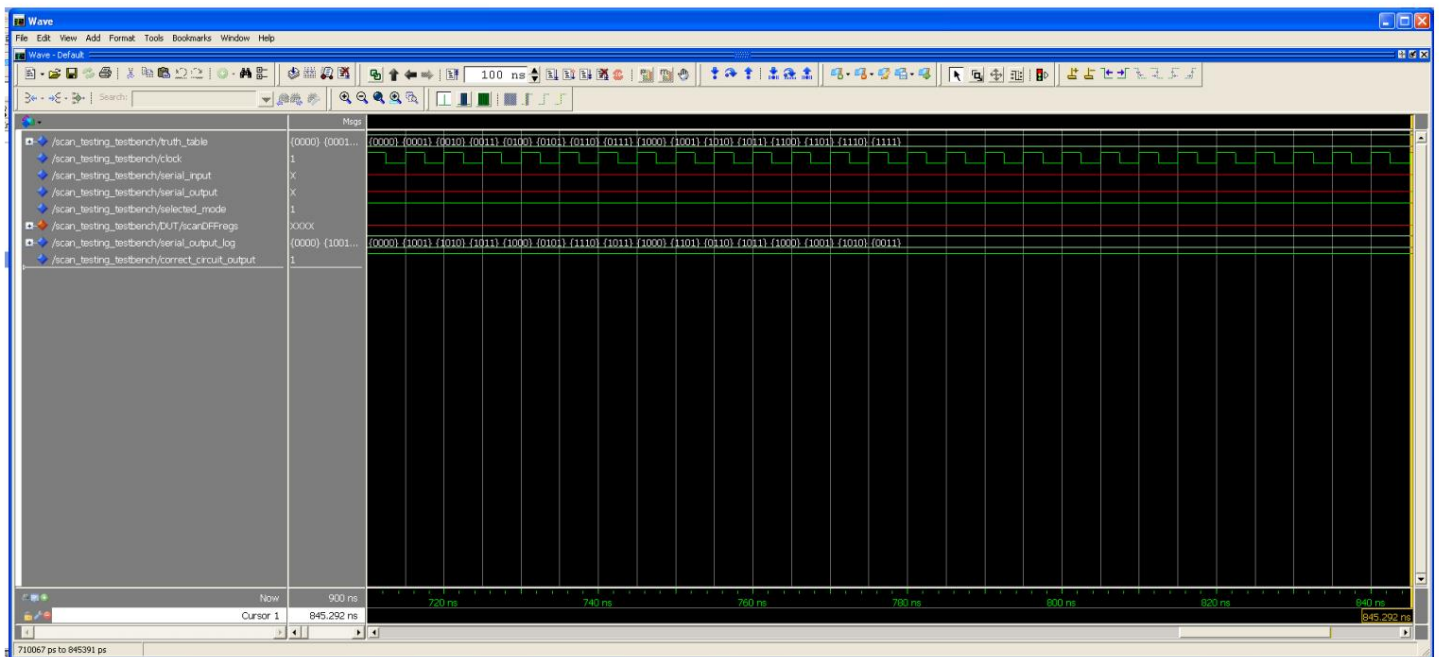 Wave
File Edit View Add Format Tools Bookmarks Window Help
Wave - Default
100 ns
Search:
Msgs
/scan_testing_testbench/truth_table {0000} {0001... {0000} {0001} {0010} {0011} {0100} {0101} {0110} {0111} {1000} {1001} {1010} {1011} {1100} {1101} {1110} {1111}
/scan_testing_testbench/clock 1
/scan_testing_testbench/serial_input X
/scan_testing_testbench/serial_output X
/scan_testing_testbench/selected_mode 1
/scan_testing_testbench/DUT/scanDFFregs XXXX
/scan_testing_testbench/serial_output_log {0000} {1001... {0000} {1001} {1010} {1011} {1000} {0101} {1110} {1011} {1000} {1101} {0110} {1011} {1000} {1001} {1010} {0011}
/scan_testing_testbench/correct_circuit_output 1
Now 900 ns 720 ns 740 ns 760 ns 780 ns 800 ns 820 ns 840 ns
Cursor 1 845.292 ns 845.292 ns
710067 ps to 845391 ps